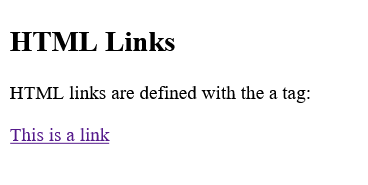 HTML Links
HTML links are defined with the a tag:
This is a link